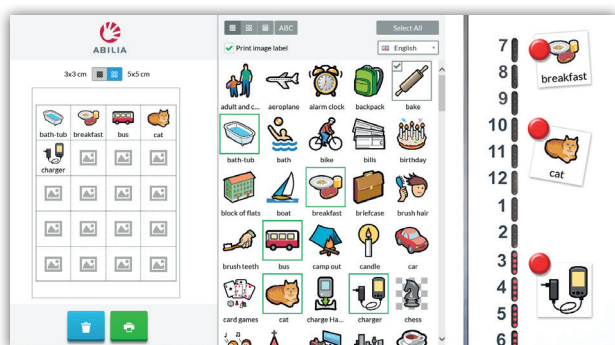 ABILIA
3x3 cm
5x5 cm
bath-tub
breakfast
bus
cat
charger
ABC
Select All
Print image label
English
adult and c...
aeroplane
alarm clock
backpack
bake
bath-tub
bath
bike
bills
birthday
block of flats
boat
breakfast
briefcase
brush hair
brush teeth
bus
camp out
candle
car
card games
cat
charge Ha...
charger
chess
7
8
9
10
11
12
1
2
3
4
5
6
breakfast
cat